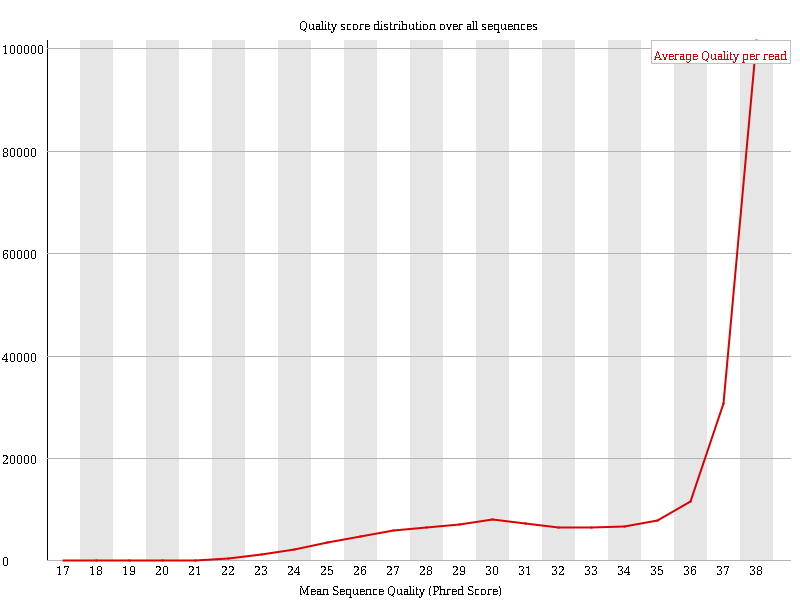 Quality score distribution over all sequences
Average Quality per read
100000
80000
60000
40000
20000
0
17 18 19 20 21 22 23 24 25 26 27 28 29 30 31 32 33 34 35 36 37 38
Mean Sequence Quality (Phred Score)